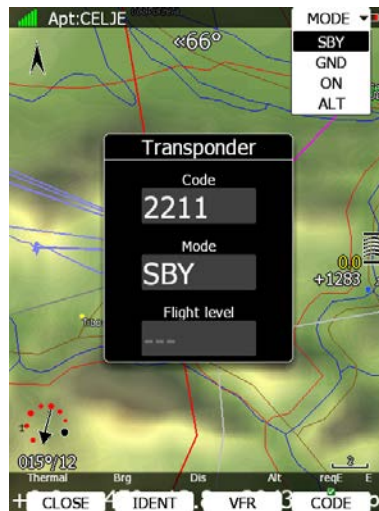 Apt:CELJE
MODE
«66°
SBY
GND
ON
ALT
Transponder
Code
2211
Mode
SBY
0.0
+1283
Flight level
---
015°/12
2
Thermal Brg Dis Alt reqE E
CLOSE IDENT VFR CODE